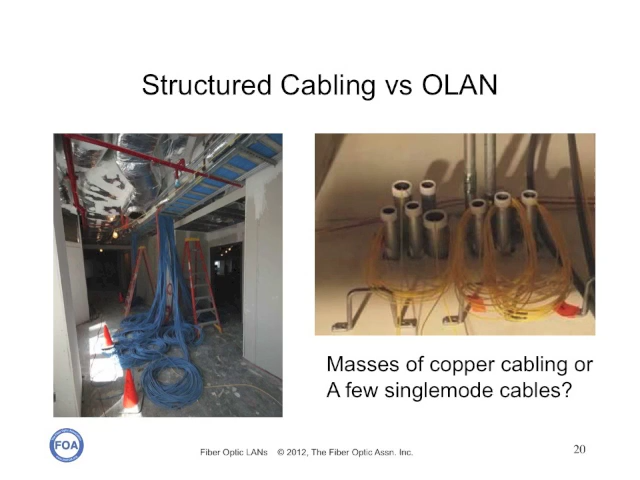 Structured Cabling vs OLAN
Masses of copper cabling or
A few singlemode cables?
FOA
Fiber Optic LANs © 2012, The Fiber Optic Assn. Inc.
20